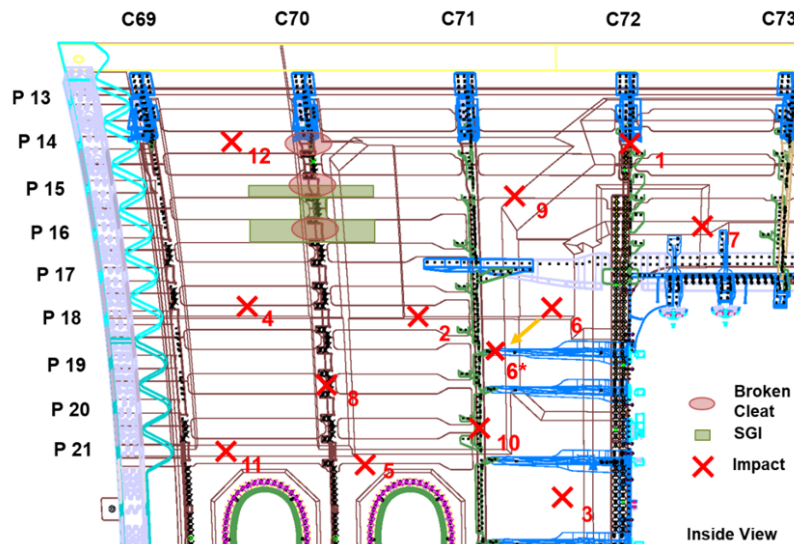 C69 C70 C71 C72 C73
P 13
P 14
12
1
P 15
9
P 16
7
P 17
P 18
4
2
6
P 19
6*
8
Broken
Cleat
P 20
SGI
10
P 21
11
5
Impact
3
Inside View